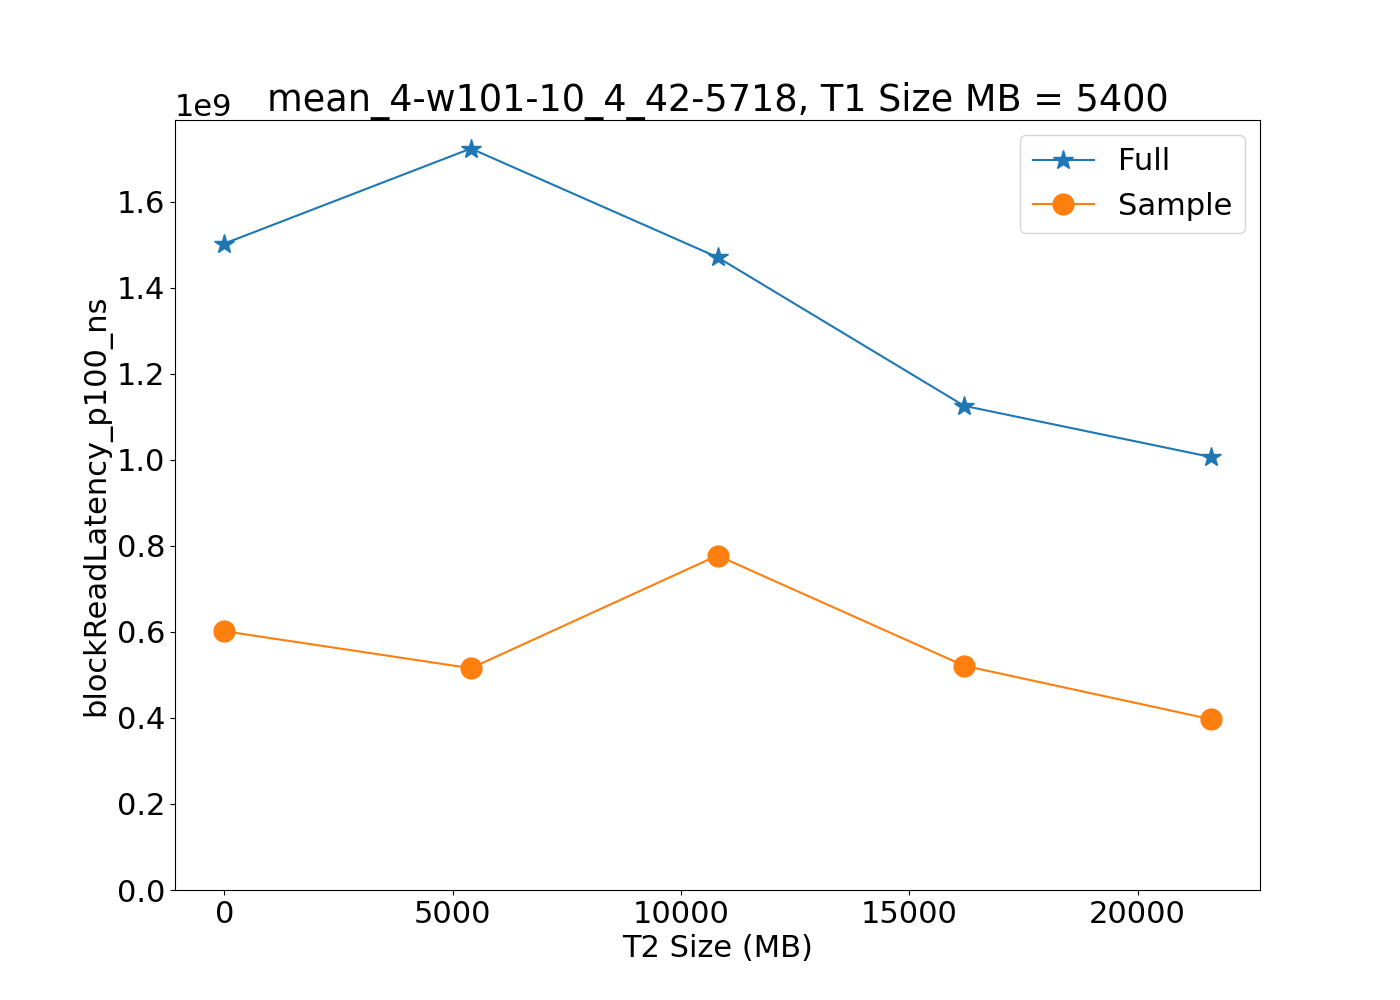 1e9
mean_4-w101-10_4_42-5718, T1 Size MB = 5400
Full
Sample
blockReadLatency_p100_ns
1.6
1.4
1.2
1.0
0.8
0.6
0.4
0.2
0.0
0 5000 10000 15000 20000
T2 Size (MB)